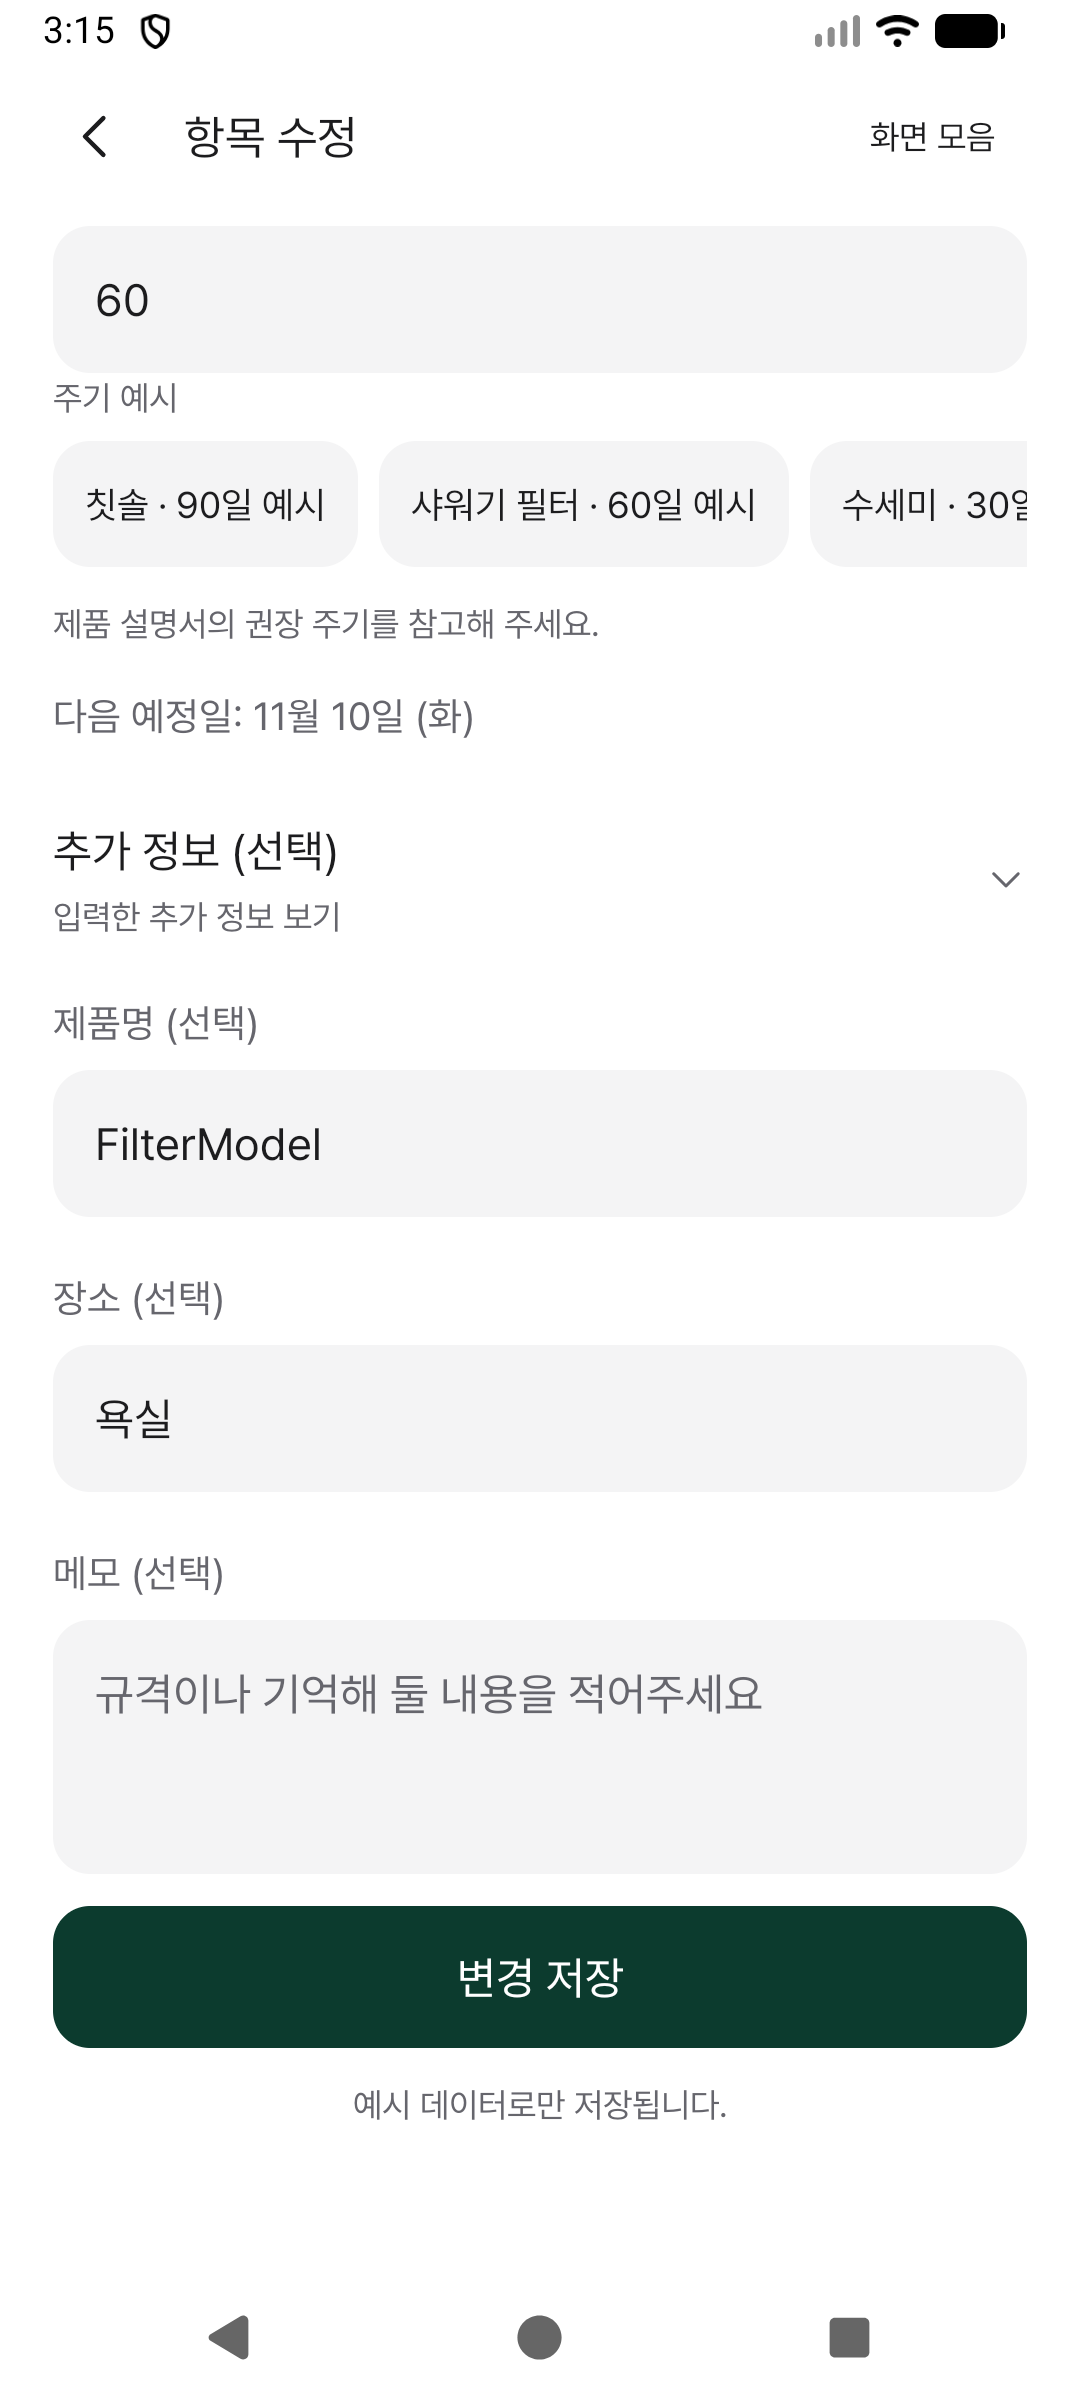 3:15
항목 수정
화면 모음
60
주기 예시
칫솔 · 90일 예시
샤워기 필터 · 60일 예시
수세미 · 30일
제품 설명서의 권장 주기를 참고해 주세요.
다음 예정일: 11월 10일 (화)
추가 정보 (선택)
입력한 추가 정보 보기
제품명 (선택)
FilterModel
장소 (선택)
욕실
메모 (선택)
규격이나 기억해 둘 내용을 적어주세요
변경 저장
예시 데이터로만 저장됩니다.